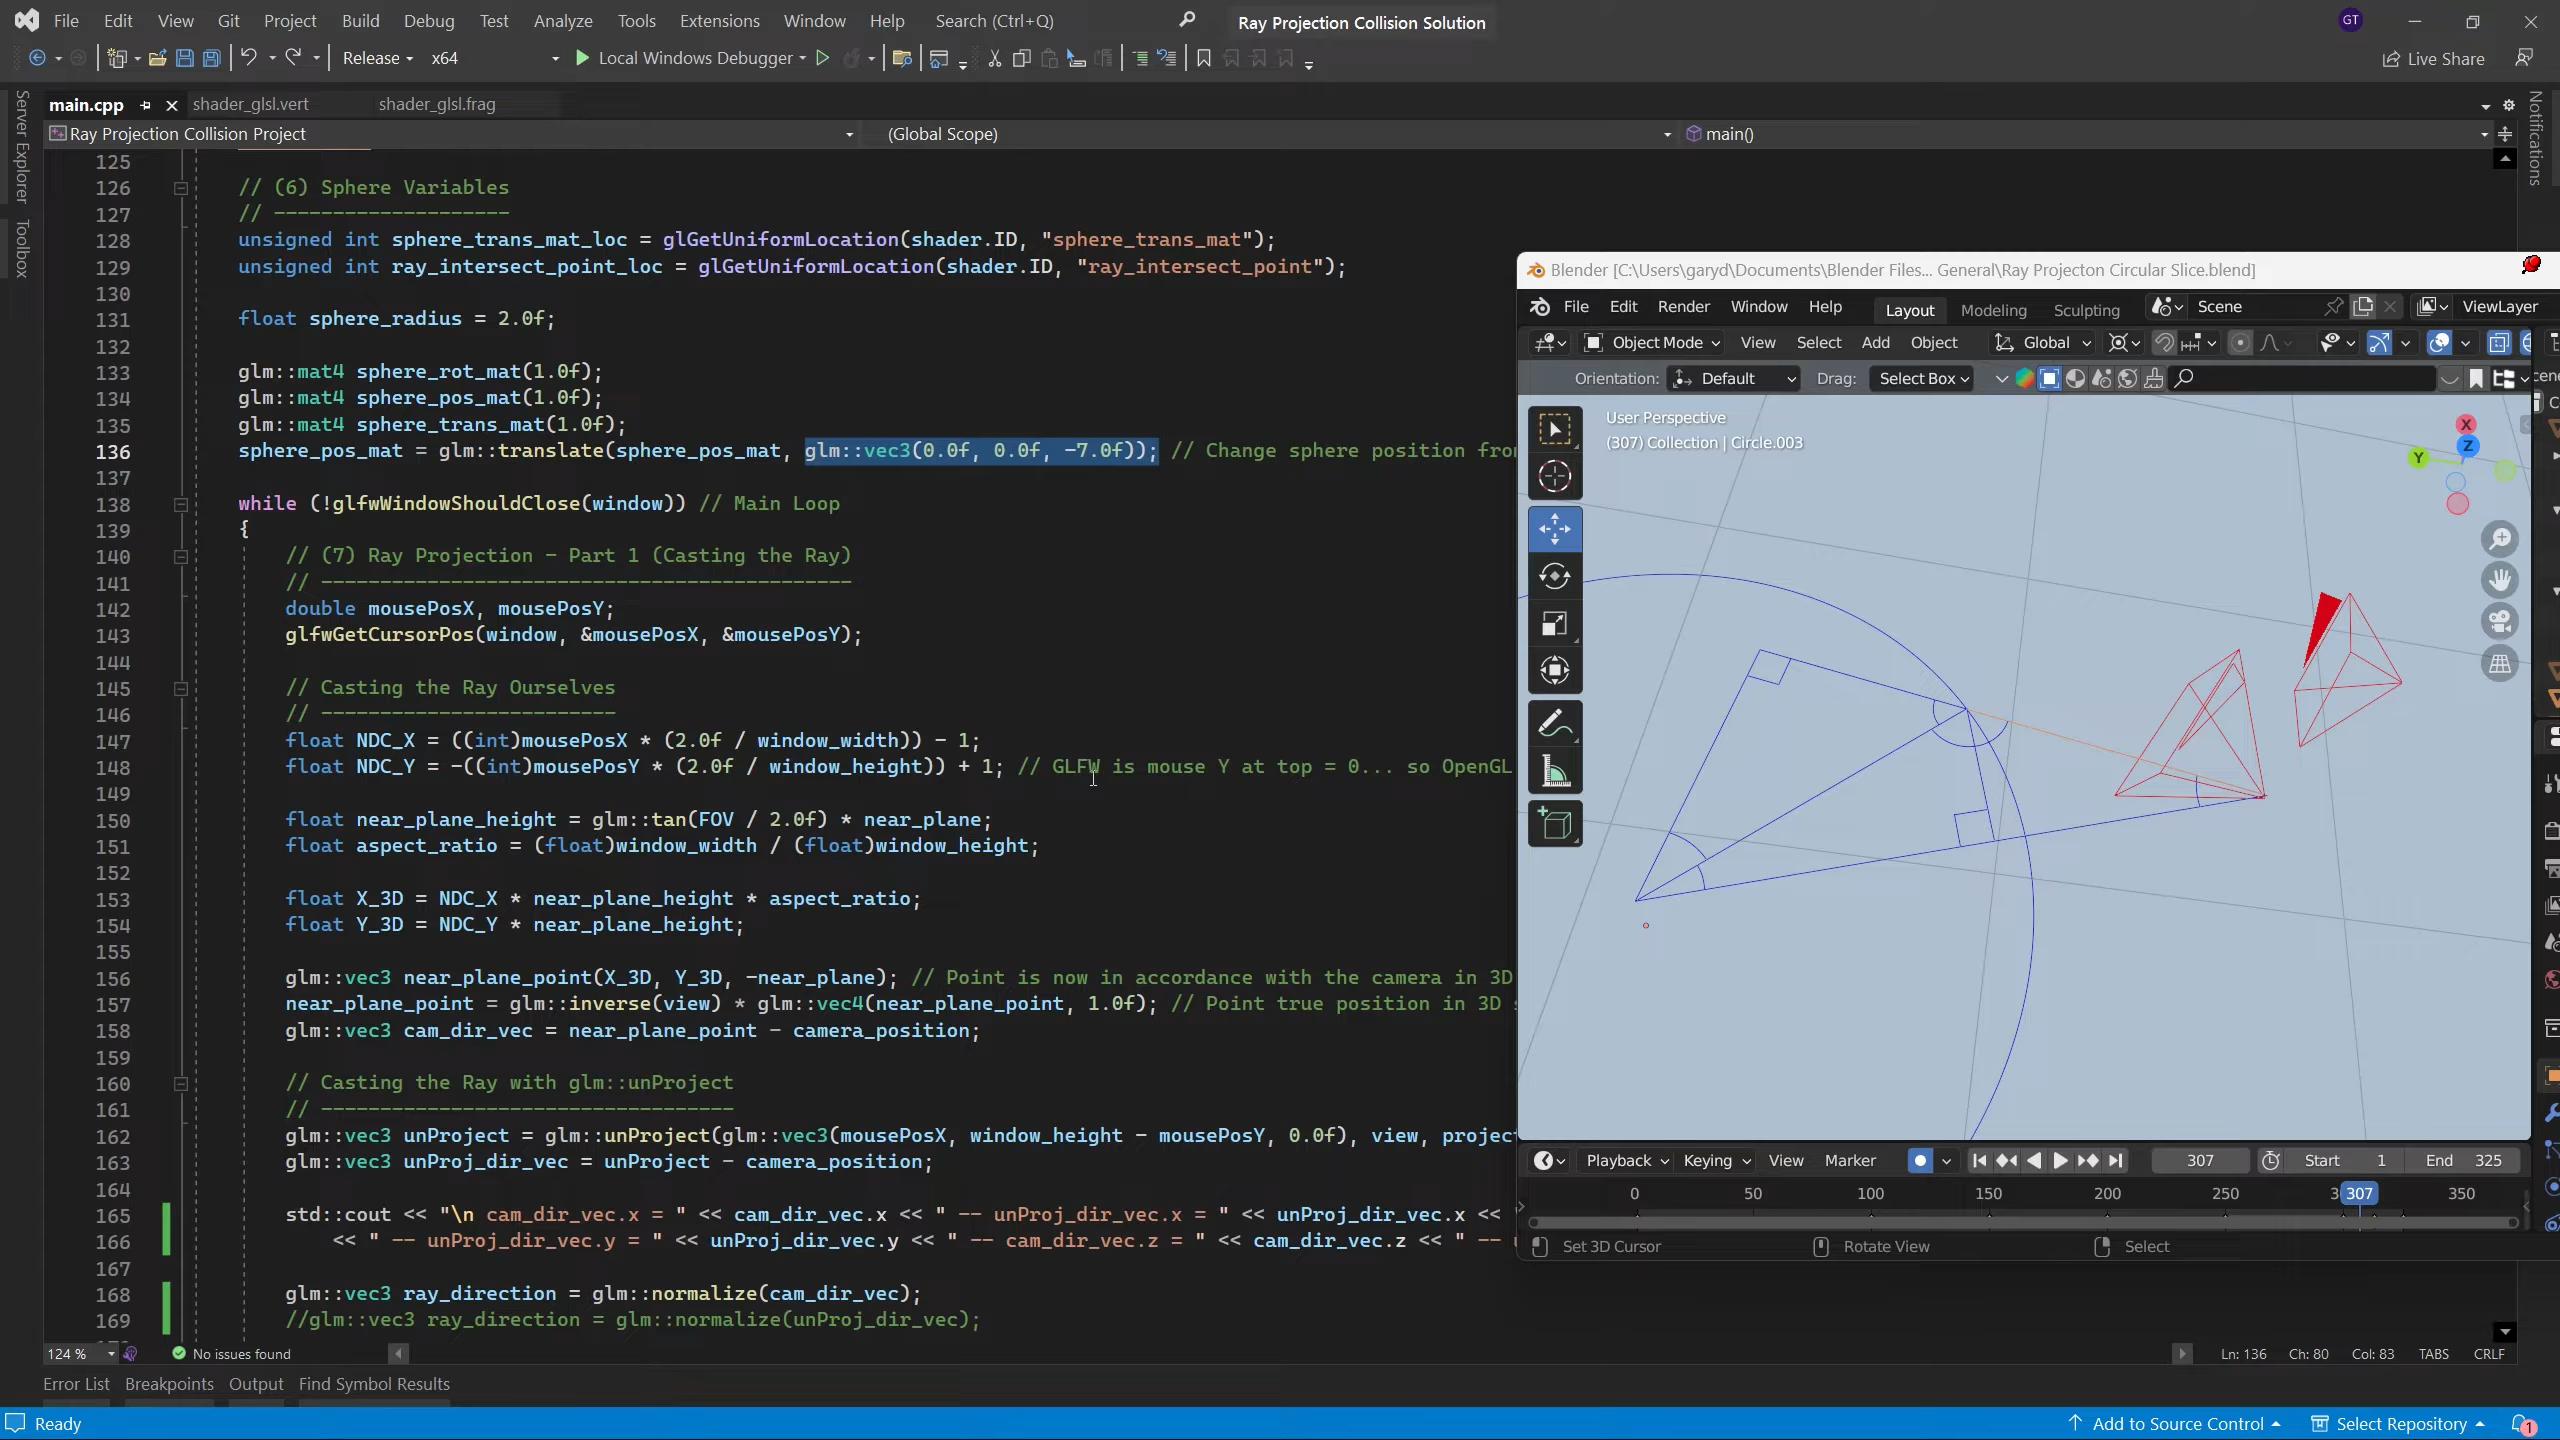 File Edit View Git Project Build Debug Test Analyze Tools Extensions Window Help Search (Ctrl+Q) Ray Projection Collision Solution GT
Release x64 Local Windows Debugger Live Share
main.cpp shader_glsl.vert shader_glsl.frag
Ray Projection Collision Project (Global Scope) main()
Server Explorer
Toolbox
Notifications
125
126 // (6) Sphere Variables
127 // --------------------
128 unsigned int sphere_trans_mat_loc = glGetUniformLocation(shader.ID, "sphere_trans_mat");
129 unsigned int ray_intersect_point_loc = glGetUniformLocation(shader.ID, "ray_intersect_point");
130
131 float sphere_radius = 2.0f;
132
133 glm::mat4 sphere_rot_mat(1.0f);
134 glm::mat4 sphere_pos_mat(1.0f);
135 glm::mat4 sphere_trans_mat(1.0f);
136 sphere_pos_mat = glm::translate(sphere_pos_mat, glm::vec3(0.0f, 0.0f, -7.0f)); // Change sphere position from
137
138 while (!glfwWindowShouldClose(window)) // Main Loop
139 {
140 // (7) Ray Projection - Part 1 (Casting the Ray)
141 // ---------------------------------------------
142 double mousePosX, mousePosY;
143 glfwGetCursorPos(window, &mousePosX, &mousePosY);
144
145 // Casting the Ray Ourselves
146 // -------------------------
147 float NDC_X = ((int)mousePosX * (2.0f / window_width)) - 1;
148 float NDC_Y = -((int)mousePosY * (2.0f / window_height)) + 1; // GLFW is mouse Y at top = 0... so OpenGL
149
150 float near_plane_height = glm::tan(FOV / 2.0f) * near_plane;
151 float aspect_ratio = (float)window_width / (float)window_height;
152
153 float X_3D = NDC_X * near_plane_height * aspect_ratio;
154 float Y_3D = NDC_Y * near_plane_height;
155
156 glm::vec3 near_plane_point(X_3D, Y_3D, -near_plane); // Point is now in accordance with the camera in 3D
157 near_plane_point = glm::inverse(view) * glm::vec4(near_plane_point, 1.0f); // Point true position in 3D
158 glm::vec3 cam_dir_vec = near_plane_point - camera_position;
159
160 // Casting the Ray with glm::unProject
161 // -----------------------------------
162 glm::vec3 unProject = glm::unProject(glm::vec3(mousePosX, window_height - mousePosY, 0.0f), view, project
163 glm::vec3 unProj_dir_vec = unProject - camera_position;
164
165 std::cout << "\n cam_dir_vec.x = " << cam_dir_vec.x << " -- unProj_dir_vec.x = " << unProj_dir_vec.x <<
166 << " -- unProj_dir_vec.y = " << unProj_dir_vec.y << " -- cam_dir_vec.z = " << cam_dir_vec.z << " --
167
168 glm::vec3 ray_direction = glm::normalize(cam_dir_vec);
169 //glm::vec3 ray_direction = glm::normalize(unProj_dir_vec);
124 % No issues found Ln: 136 Ch: 80 Col: 83 TABS CRLF
Error List Breakpoints Output Find Symbol Results
Ready Add to Source Control Select Repository 1
Blender [C:\Users\garyd\Documents\Blender Files... General\Ray Projecton Circular Slice.blend]
File Edit Render Window Help Layout Modeling Sculpting Scene ViewLayer
Object Mode View Select Add Object Global
Orientation: Default Drag: Select Box
User Perspective
(307) Collection | Circle.003
X
Y
Z
Playback Keying View Marker 307 Start 1 End 325
0 50 100 150 200 250 3 307 350
Set 3D Cursor Rotate View Select